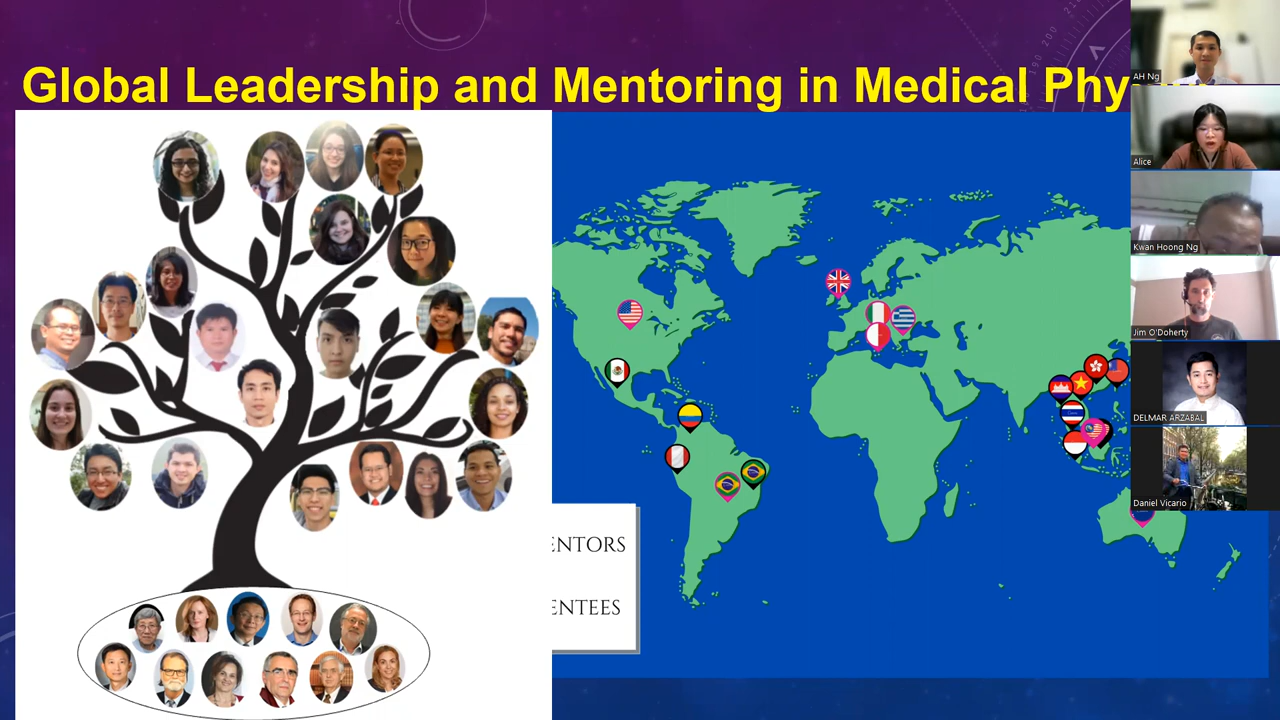 Global Leadership and Mentoring in Medical Phy
ENTORS
ENTEES
AH Ng
Alice
Kwan Hoong Ng
Jim O'Doherty
DELMAR ARZABAL
Daniel Vicario